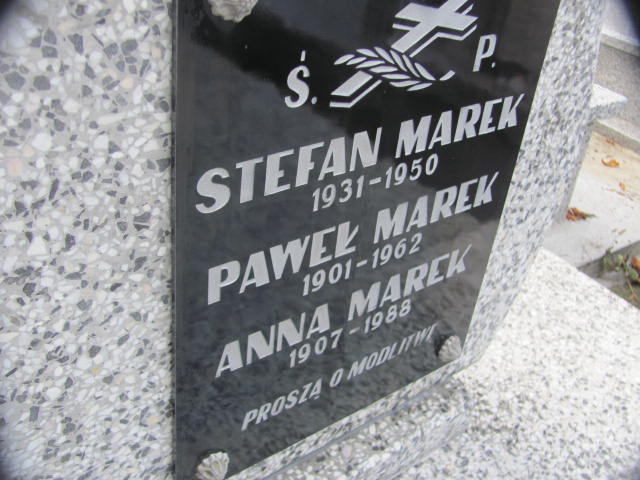 Ś. P.
STEFAN MAREK
1931-1950
PAWEŁ MAREK
1901-1962
ANNA MAREK
1907-1988
PROSZĄ O MODLITWĘ